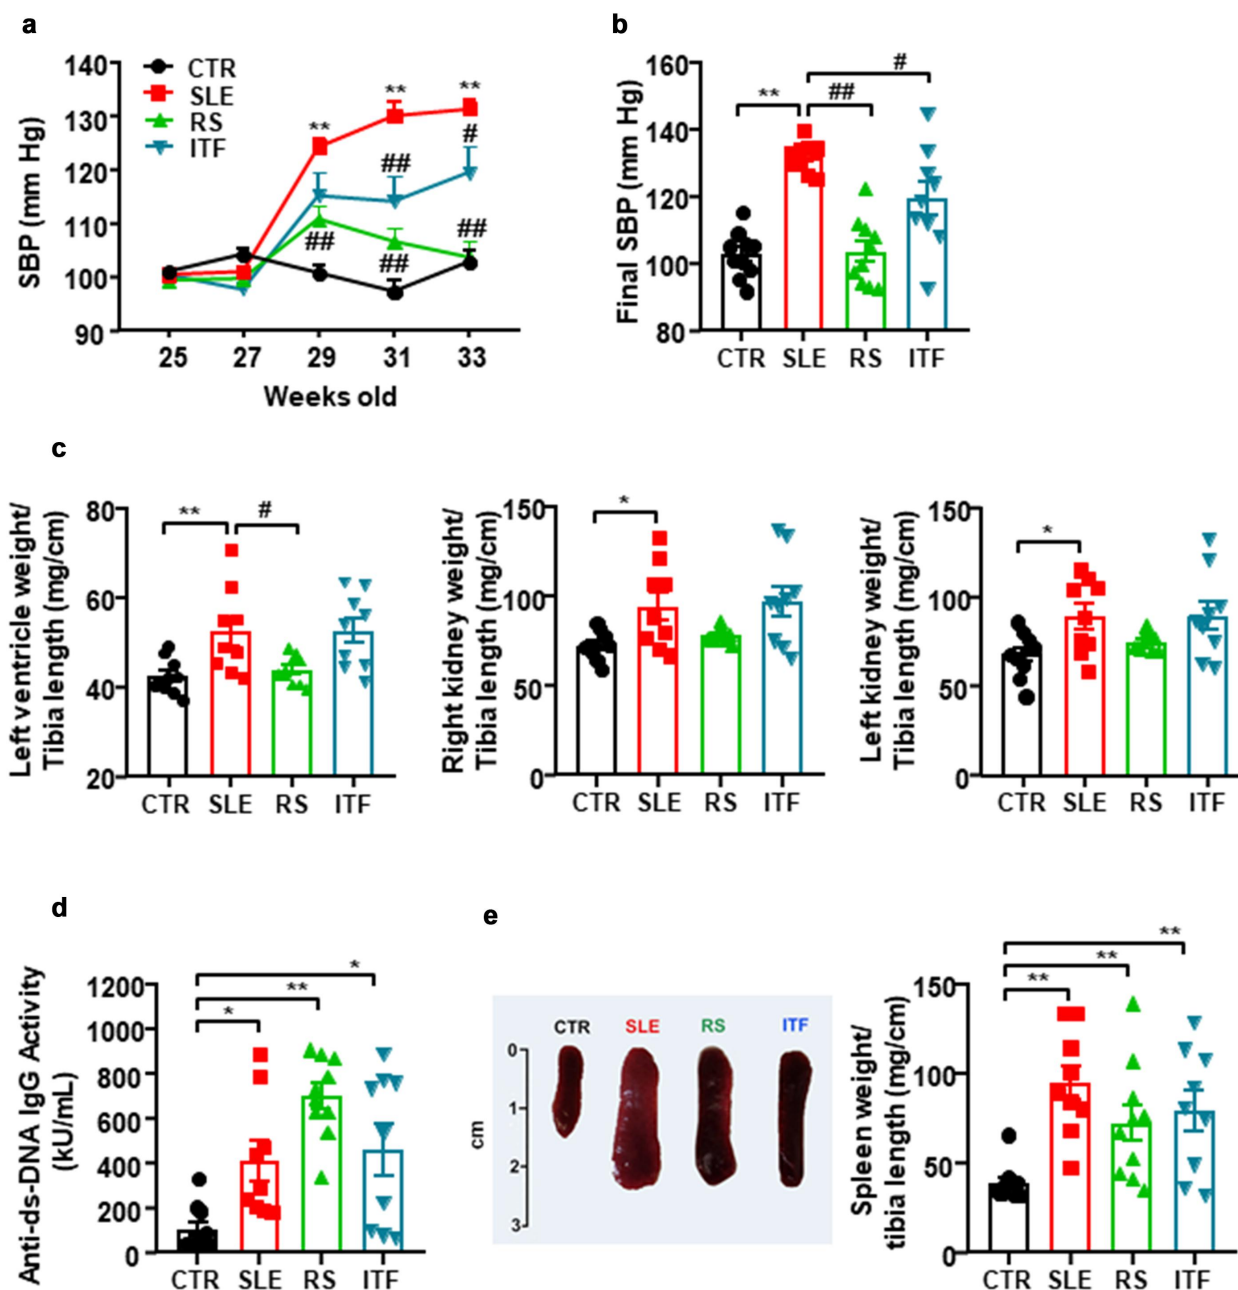 a
b
140
130
120
110
100
90
SBP (mm Hg)
CTR
SLE
RS
ITF
**
**
**
##
#
##
##
##
25 27 29 31 33
Weeks old
160
140
120
100
80
Final SBP (mm Hg)
**
##
#
CTR SLE RS ITF
c
Left ventricle weight/
Tibia length (mg/cm)
80
60
40
20
**
#
CTR SLE RS ITF
Right kidney weight/
Tibia length (mg/cm)
150
100
50
0
*
CTR SLE RS ITF
Left kidney weight/
Tibia length (mg/cm)
150
100
50
0
*
CTR SLE RS ITF
d
Anti-ds-DNA IgG Activity
(kU/mL)
1200
1000
800
600
400
200
0
*
**
*
CTR SLE RS ITF
e
CTR SLE RS ITF
cm
0
1
2
3
Spleen weight/
tibia length (mg/cm)
150
100
50
0
**
**
**
CTR SLE RS ITF